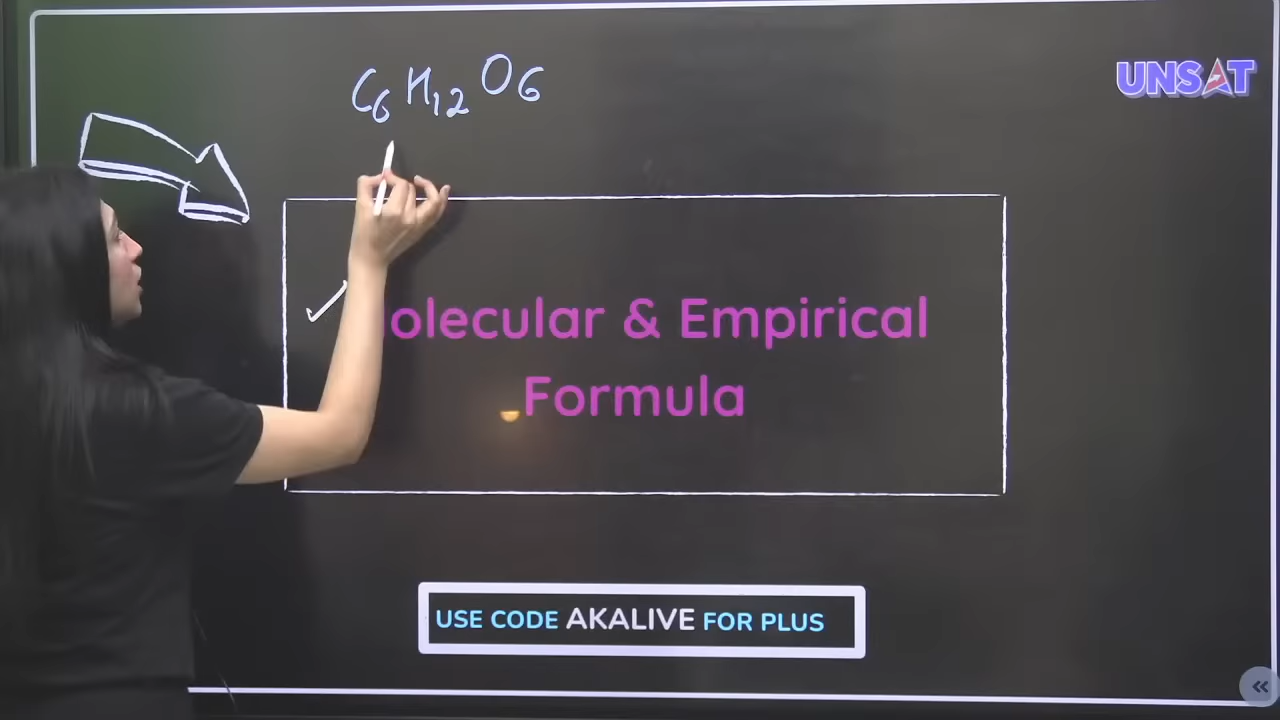 C6H12O6
UNSAT
olecular & Empirical
Formula
USE CODE AKALIVE FOR PLUS